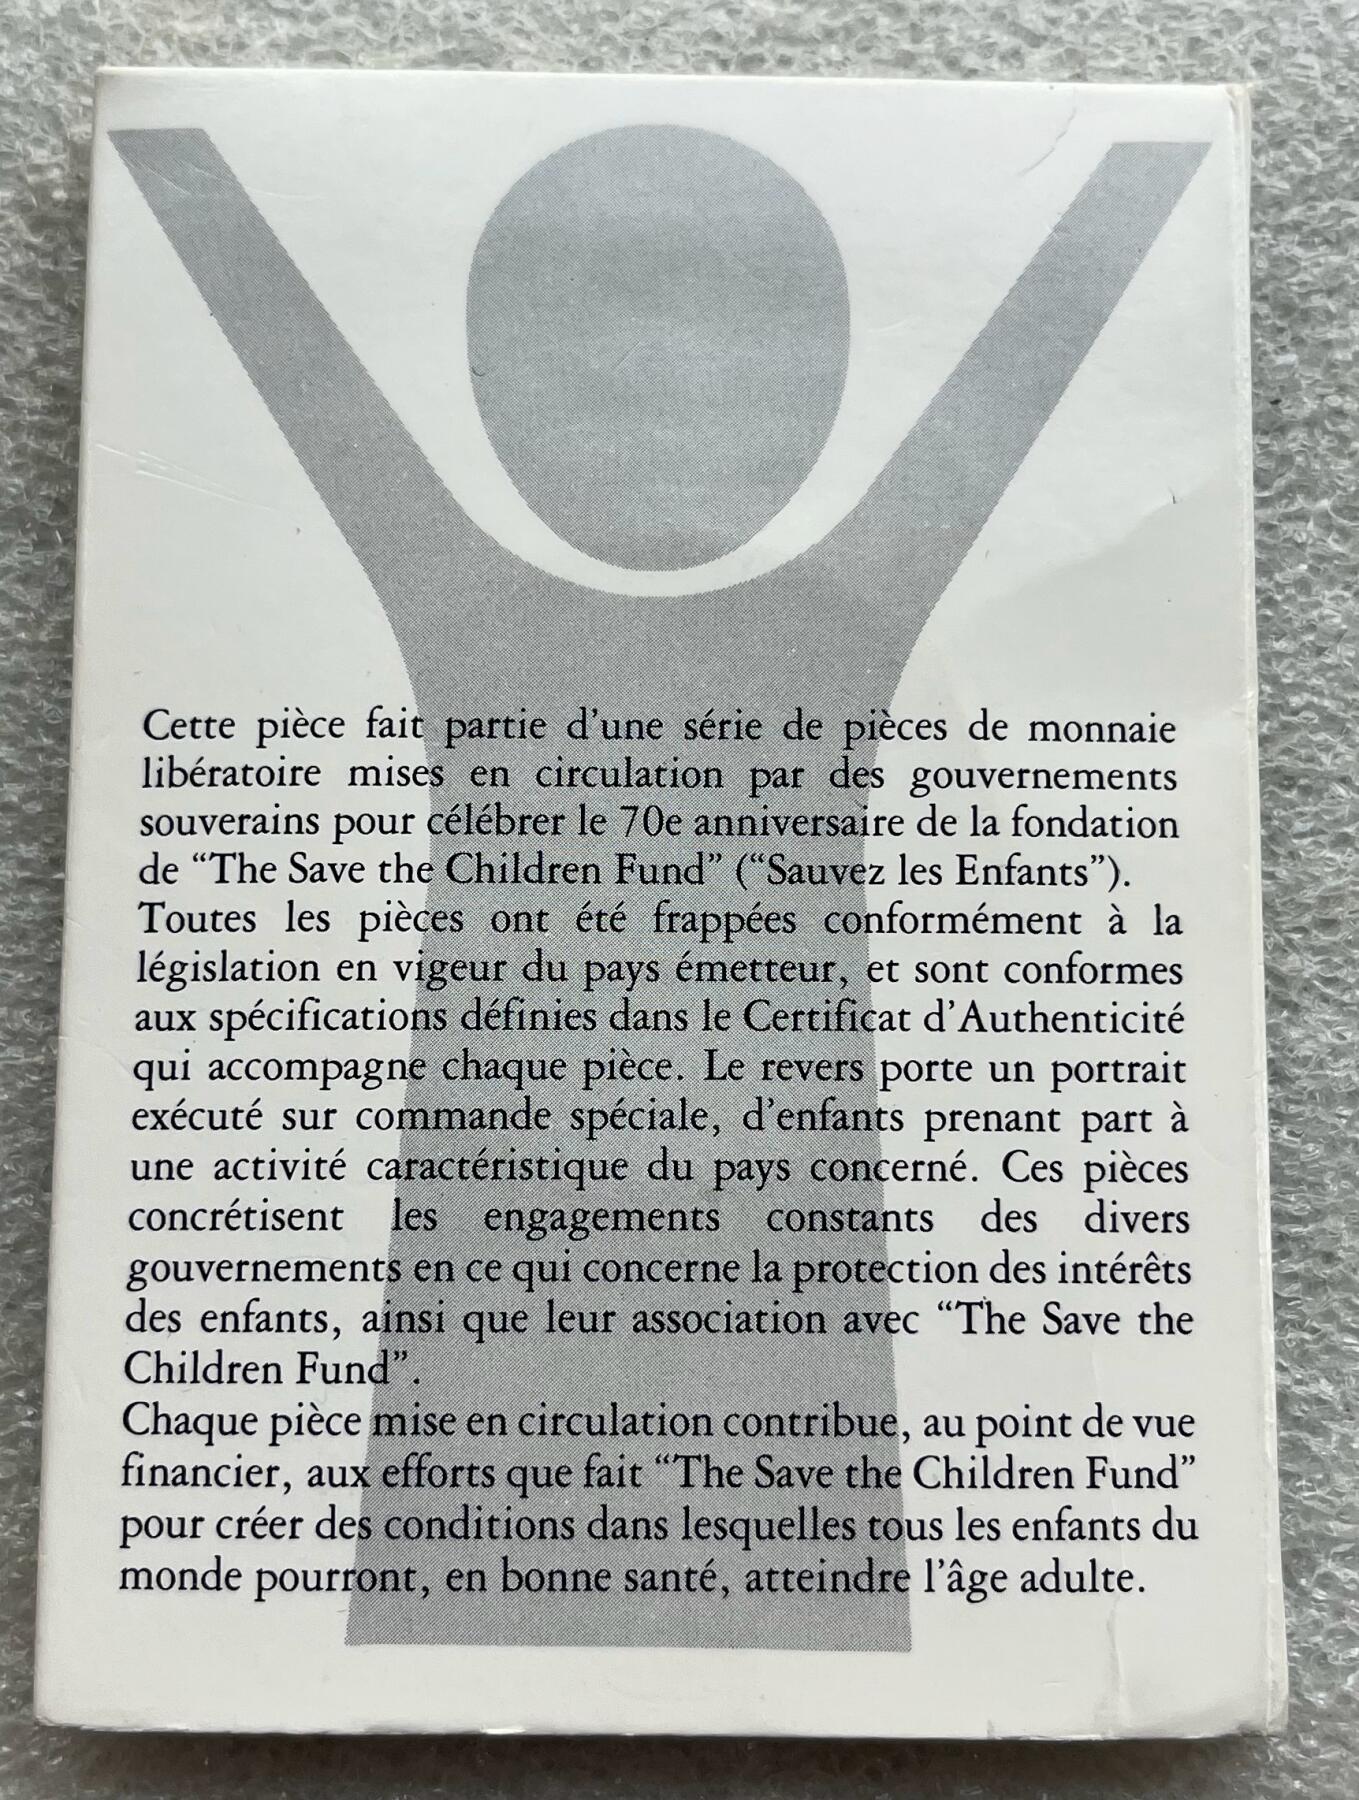 Cette pièce fait partie d'une série de pièces de monnaie
libératoire mises en circulation par des gouvernements
souverains pour célébrer le 70e anniversaire de la fondation
de “The Save the Children Fund” (“Sauvez les Enfants”).
Toutes les pièces ont été frappées conformément à la
législation en vigeur du pays émetteur, et sont conformes
aux spécifications définies dans le Certificat d'Authenticité
qui accompagne chaque pièce. Le revers porte un portrait
exécuté sur commande spéciale, d'enfants prenant part à
une activité caractéristique du pays concerné. Ces pièces
concrétisent les engagements constants des divers
gouvernements en ce qui concerne la protection des intérêts
des enfants, ainsi que leur association avec “The Save the
Children Fund”.
Chaque pièce mise en circulation contribue, au point de vue
financier, aux efforts que fait “The Save the Children Fund”
pour créer des conditions dans lesquelles tous les enfants du
monde pourront, en bonne santé, atteindre l'âge adulte.